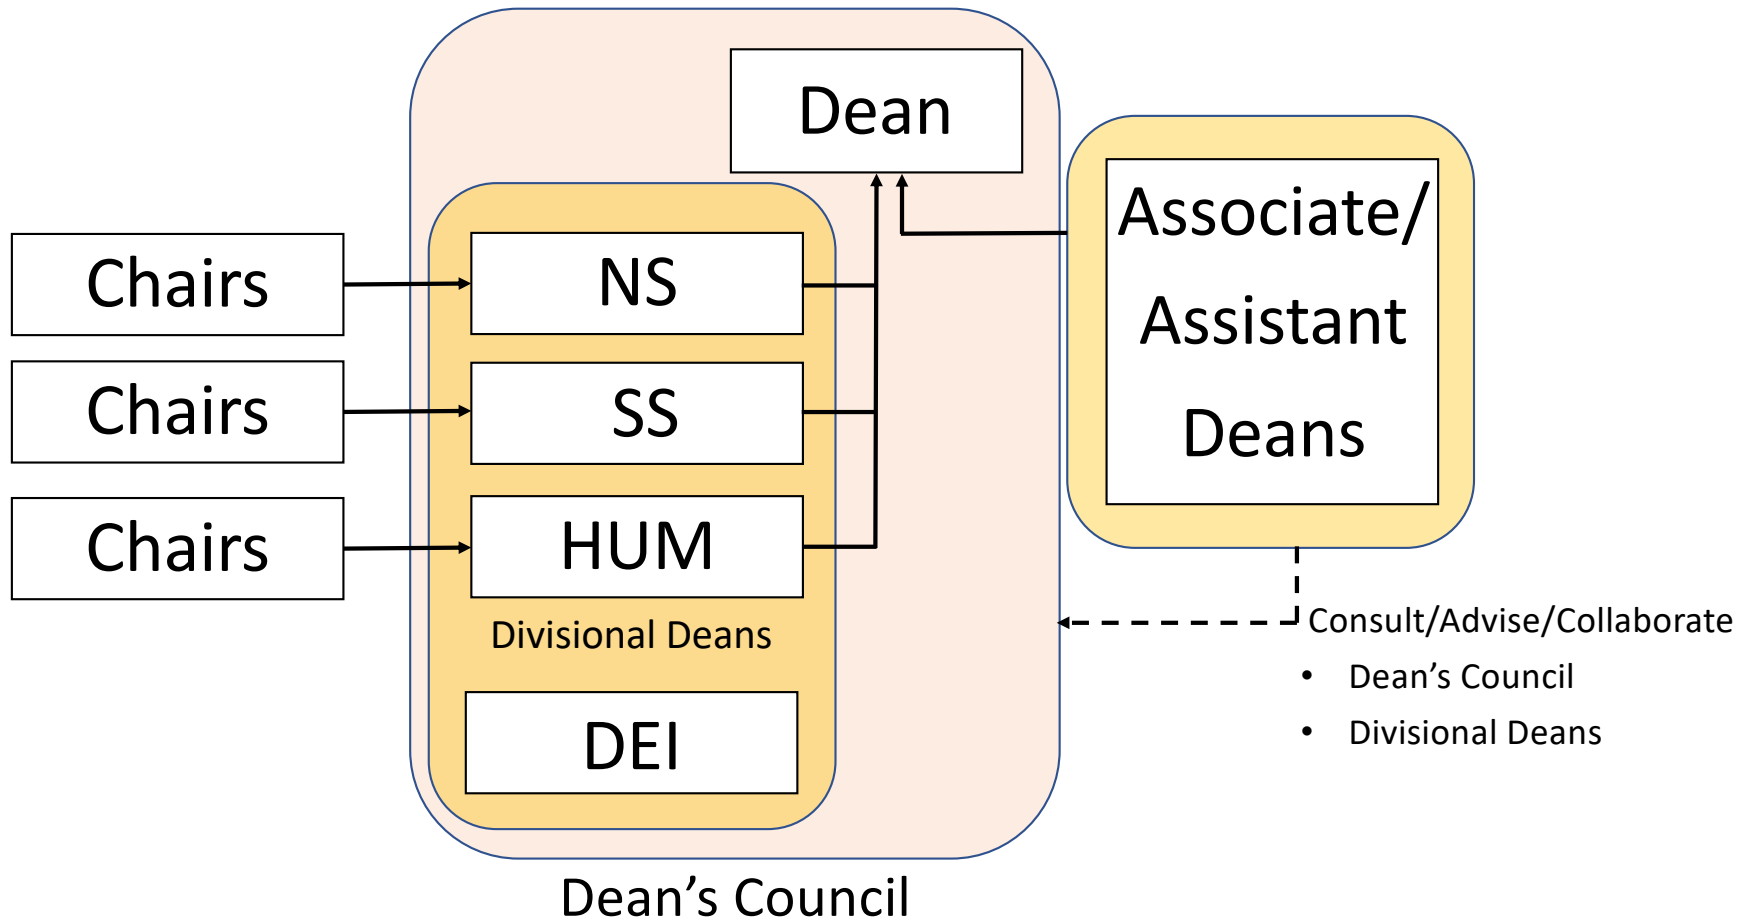 Dean
Associate/
Assistant
Deans
Chairs
NS
Chairs
SS
Chairs
HUM
Divisional Deans
DEI
Consult/Advise/Collaborate
• Dean’s Council
• Divisional Deans
Dean’s Council